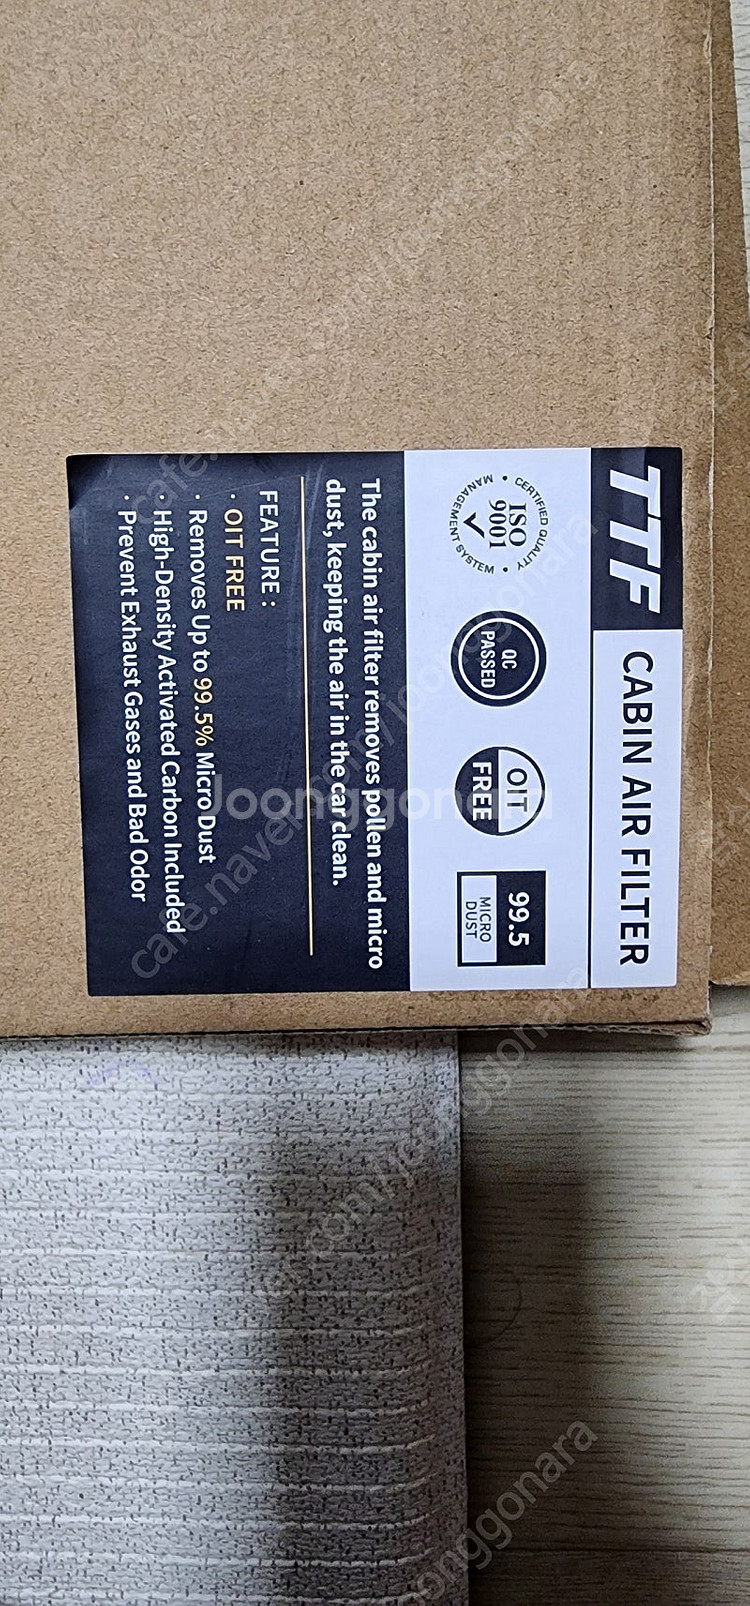 TTF CABIN AIR FILTER
CERTIFIED QUALITY • MANAGEMENT SYSTEM •
ISO
9001
QC
PASSED
OIT
FREE
99.5
MICRO
DUST
The cabin air filter removes pollen and micro
dust, keeping the air in the car clean.
FEATURE :
· OIT FREE
· Removes Up to 99.5% Micro Dust
· High-Density Activated Carbon Included
· Prevent Exhaust Gases and Bad Odor
Joonggonara
cafe.naver.com/joonggonara